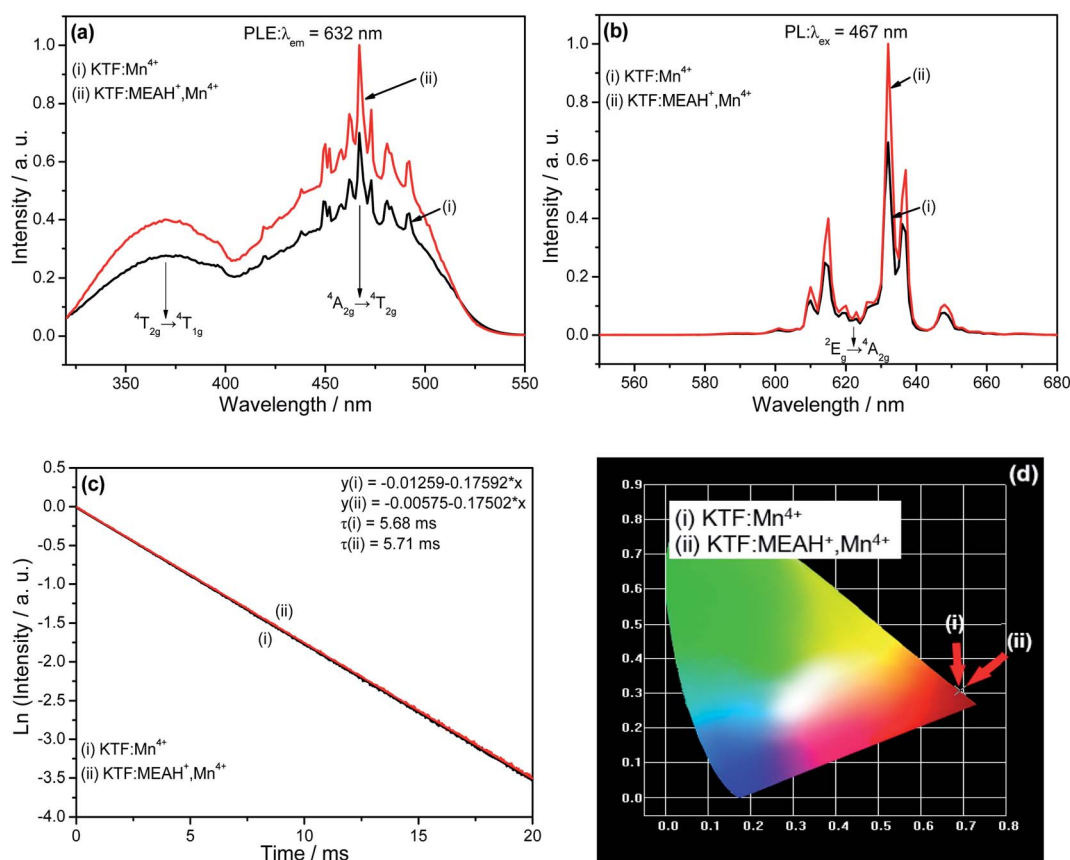 (a)
PLE:λem = 632 nm
(i) KTF:Mn⁴⁺
(ii) KTF:MEAH⁺,Mn⁴⁺
(ii)
(i)
⁴T₂g→⁴T₁g
⁴A₂g→⁴T₂g
Intensity / a. u.
1.0
0.8
0.6
0.4
0.2
0.0
350 400 450 500 550
Wavelength / nm
(b)
PL:λex = 467 nm
(i) KTF:Mn⁴⁺
(ii) KTF:MEAH⁺,Mn⁴⁺
(ii)
(i)
²Eg→⁴A₂g
Intensity / a. u.
1.0
0.8
0.6
0.4
0.2
0.0
560 580 600 620 640 660 680
Wavelength / nm
(c)
y(i) = -0.01259-0.17592*x
y(ii) = -0.00575-0.17502*x
τ(i) = 5.68 ms
τ(ii) = 5.71 ms
(ii)
(i)
(i) KTF:Mn⁴⁺
(ii) KTF:MEAH⁺,Mn⁴⁺
Ln (Intensity / a. u.)
0.5
0.0
-0.5
-1.0
-1.5
-2.0
-2.5
-3.0
-3.5
-4.0
0 5 10 15 20
Time / ms
(d)
(i) KTF:Mn⁴⁺
(ii) KTF:MEAH⁺,Mn⁴⁺
(i)
(ii)
0.9
0.8
0.7
0.6
0.5
0.4
0.3
0.2
0.1
0.0
0.0 0.1 0.2 0.3 0.4 0.5 0.6 0.7 0.8